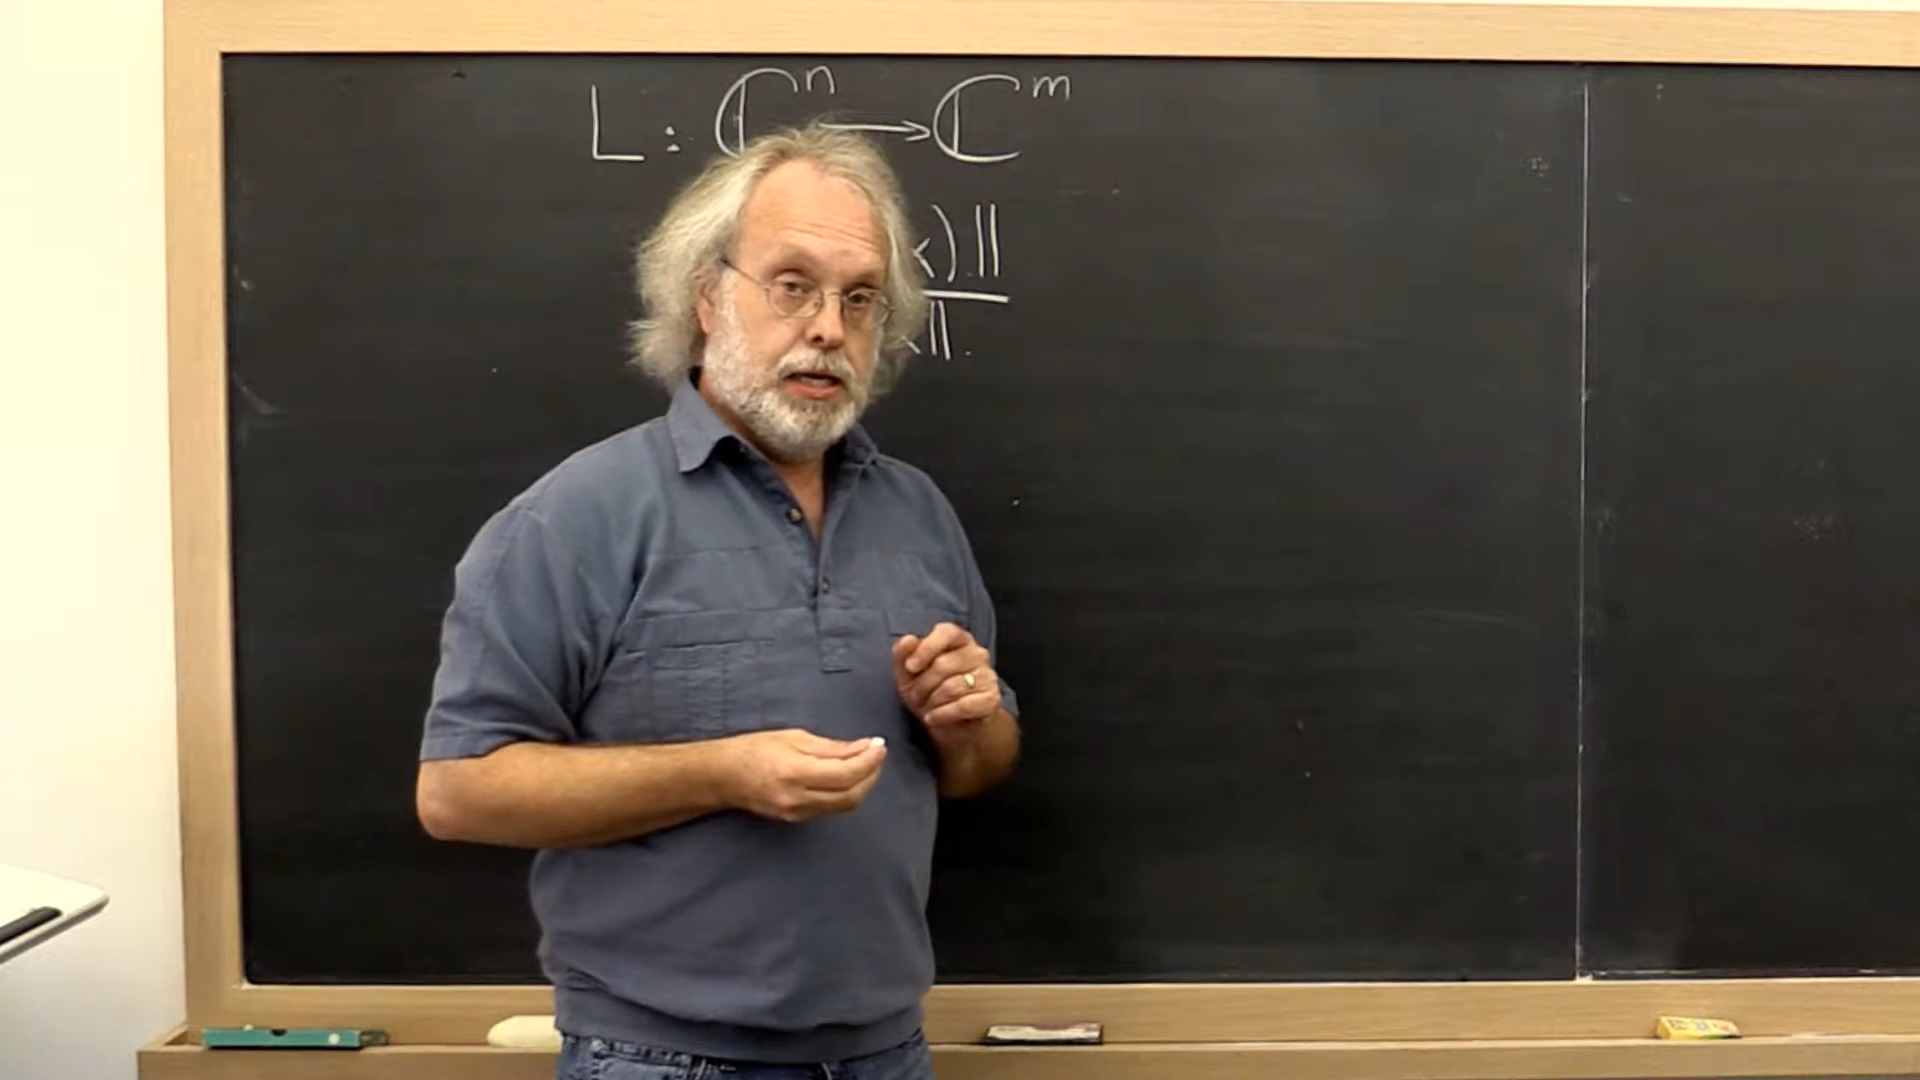 L : ℂⁿ → ℂᵐ
) ||
||